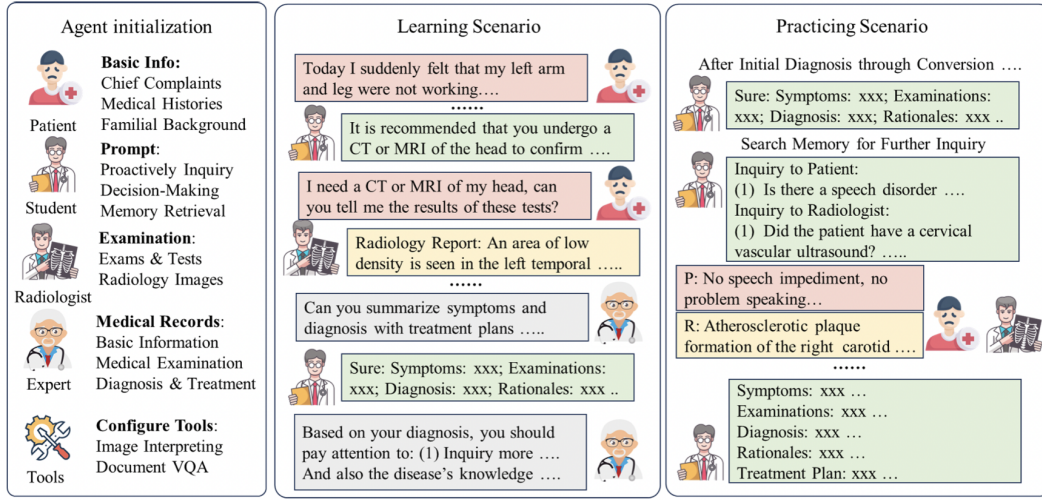 Agent initialization
Basic Info:
Chief Complaints
Medical Histories
Familial Background
Patient
Prompt:
Proactively Inquiry
Decision-Making
Memory Retrieval
Student
Examination:
Exams & Tests
Radiology Images
Radiologist
Medical Records:
Basic Information
Medical Examination
Diagnosis & Treatment
Expert
Configure Tools:
Image Interpreting
Document VQA
Tools
Learning Scenario
Today I suddenly felt that my left arm
and leg were not working….
……
It is recommended that you undergo a
CT or MRI of the head to confirm ….
I need a CT or MRI of my head, can
you tell me the results of these tests?
Radiology Report: An area of low
density is seen in the left temporal …..
……
Can you summarize symptoms and
diagnosis with treatment plans …..
Sure: Symptoms: xxx; Examinations:
xxx; Diagnosis: xxx; Rationales: xxx ..
Based on your diagnosis, you should
pay attention to: (1) Inquiry more ….
And also the disease's knowledge ….
Practicing Scenario
After Initial Diagnosis through Conversion ….
Sure: Symptoms: xxx; Examinations:
xxx; Diagnosis: xxx; Rationales: xxx ..
Search Memory for Further Inquiry
Inquiry to Patient:
(1) Is there a speech disorder ….
Inquiry to Radiologist:
(1) Did the patient have a cervical
vascular ultrasound? …..
P: No speech impediment, no
problem speaking…
R: Atherosclerotic plaque
formation of the right carotid ….
……
Symptoms: xxx …
Examinations: xxx …
Diagnosis: xxx …
Rationales: xxx …
Treatment Plan: xxx …